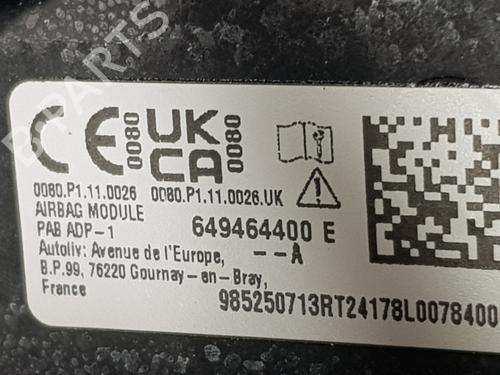 CE 0080 UK CA 0080
0080.P1.11.0026 0080.P1.11.0026.UK
AIRBAG MODULE
PAB ADP-1 649464400 E
Autoliv: Avenue de l'Europe, --A
B.P.99, 76220 Gournay-en-Bray,
France
985250713RT24178L0078400
B-PARTS